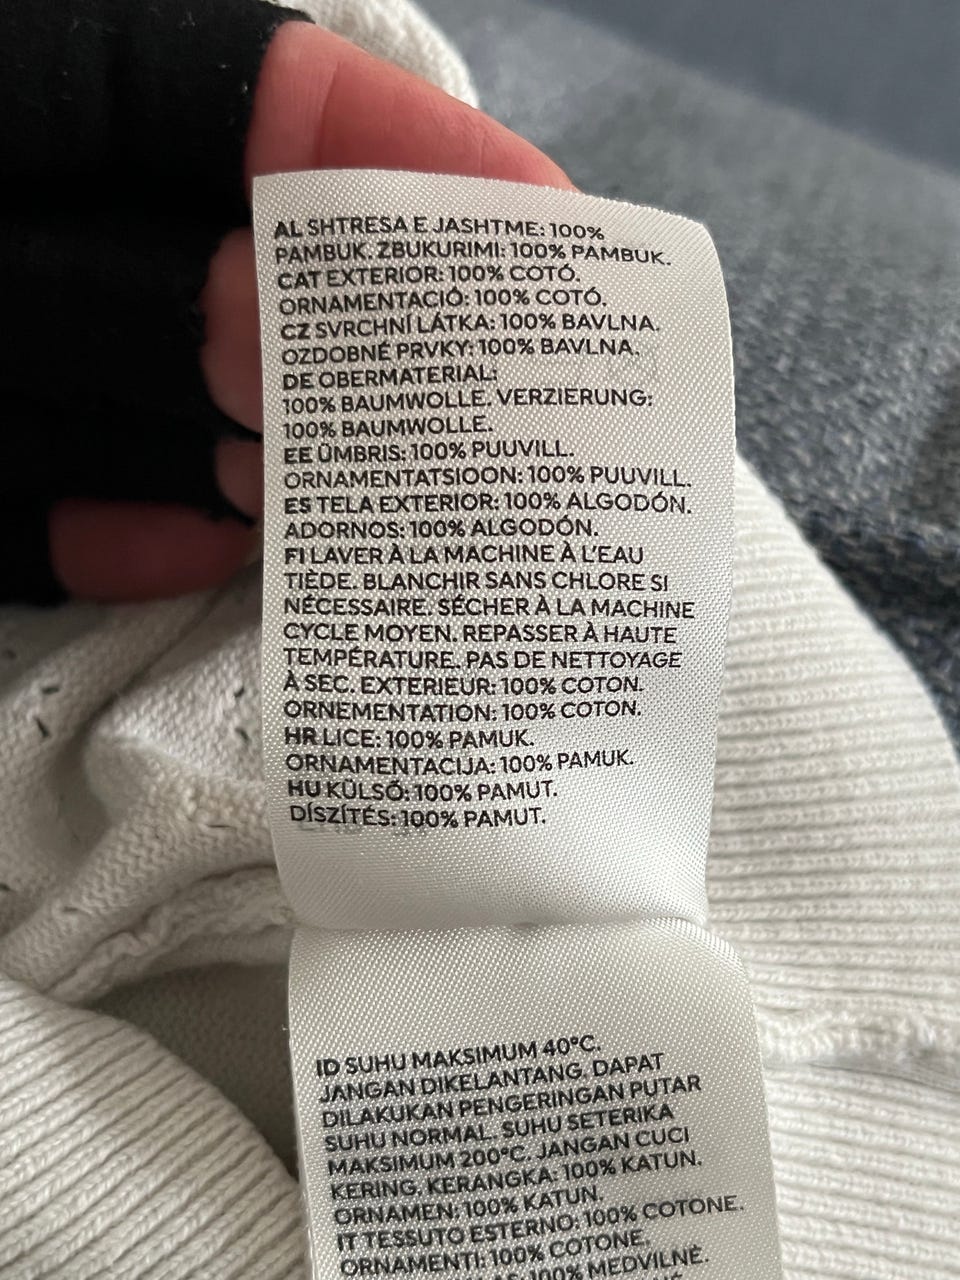 AL SHTRESA E JASHTME: 100%
PAMBUK. ZBUKURIMI: 100% PAMBUK.
CAT EXTERIOR: 100% COTÓ.
ORNAMENTACIÓ: 100% COTÓ.
CZ SVRCHNÍ LÁTKA: 100% BAVLNA.
OZDOBNÉ PRVKY: 100% BAVLNA.
DE OBERMATERIAL:
100% BAUMWOLLE. VERZIERUNG:
100% BAUMWOLLE.
EE ÜMBRIS: 100% PUUVILL.
ORNAMENTATSIOON: 100% PUUVILL.
ES TELA EXTERIOR: 100% ALGODÓN.
ADORNOS: 100% ALGODÓN.
FI LAVER À LA MACHINE À L'EAU
TIÈDE. BLANCHIR SANS CHLORE SI
NÉCESSAIRE. SÉCHER À LA MACHINE
CYCLE MOYEN. REPASSER À HAUTE
TEMPÉRATURE. PAS DE NETTOYAGE
À SEC. EXTERIEUR: 100% COTON.
ORNEMENTATION: 100% COTON.
HR LICE: 100% PAMUK.
ORNAMENTACIJA: 100% PAMUK.
HU KÜLSŐ: 100% PAMUT.
DÍSZÍTÉS: 100% PAMUT.
ID SUHU MAKSIMUM 40°C.
JANGAN DIKELANTANG. DAPAT
DILAKUKAN PENGERINGAN PUTAR
SUHU NORMAL. SUHU SETERIKA
MAKSIMUM 200°C. JANGAN CUCI
KERING. KERANGKA: 100% KATUN.
ORNAMEN: 100% KATUN.
IT TESSUTO ESTERNO: 100% COTONE.
ORNAMENTI: 100% COTONE.
100% MEDVILNĖ.